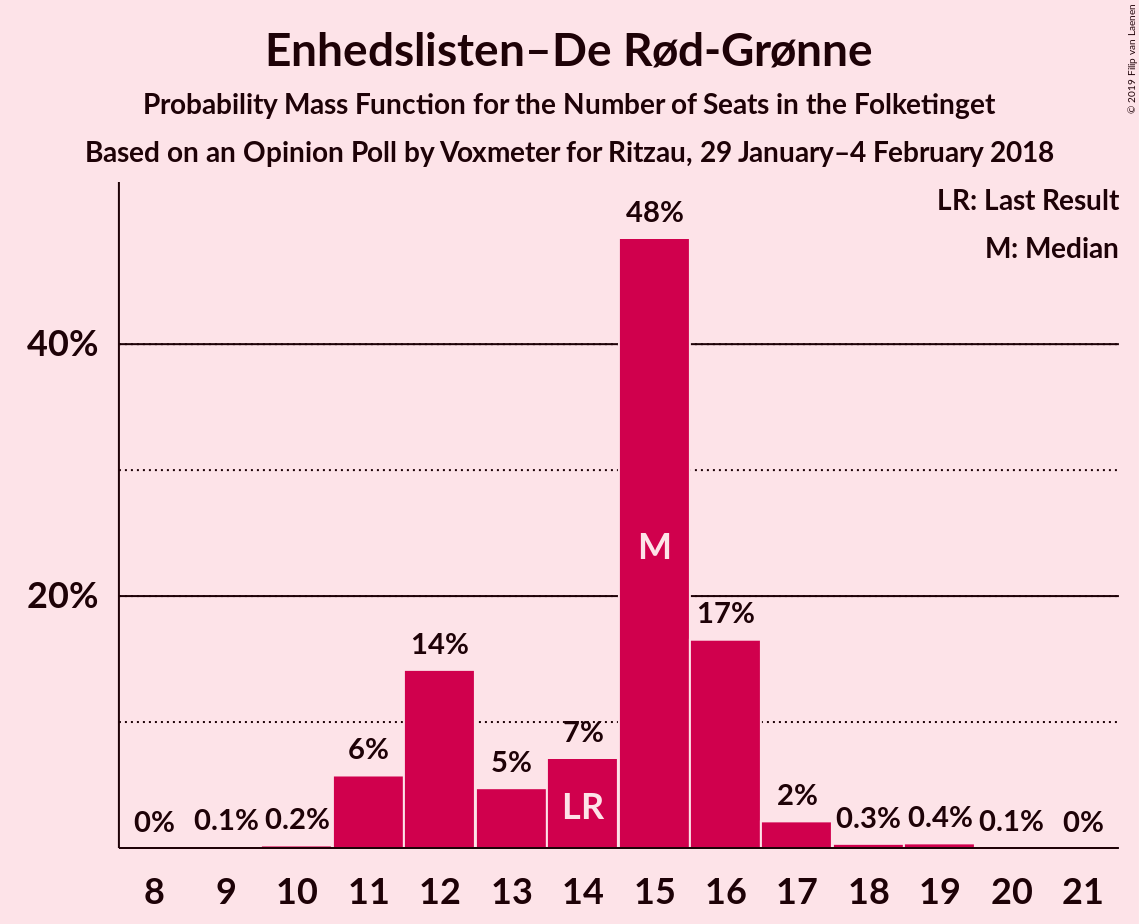 Enhedslisten–De Rød-Grønne
Probability Mass Function for the Number of Seats in the Folketinget
Based on an Opinion Poll by Voxmeter for Ritzau, 29 January–4 February 2018
© 2019 Filip van Laenen
LR: Last Result
M: Median
40%
20%
0%
0.1%
0.2%
6%
14%
5%
7%
LR
48%
M
17%
2%
0.3%
0.4%
0.1%
0%
8 9 10 11 12 13 14 15 16 17 18 19 20 21